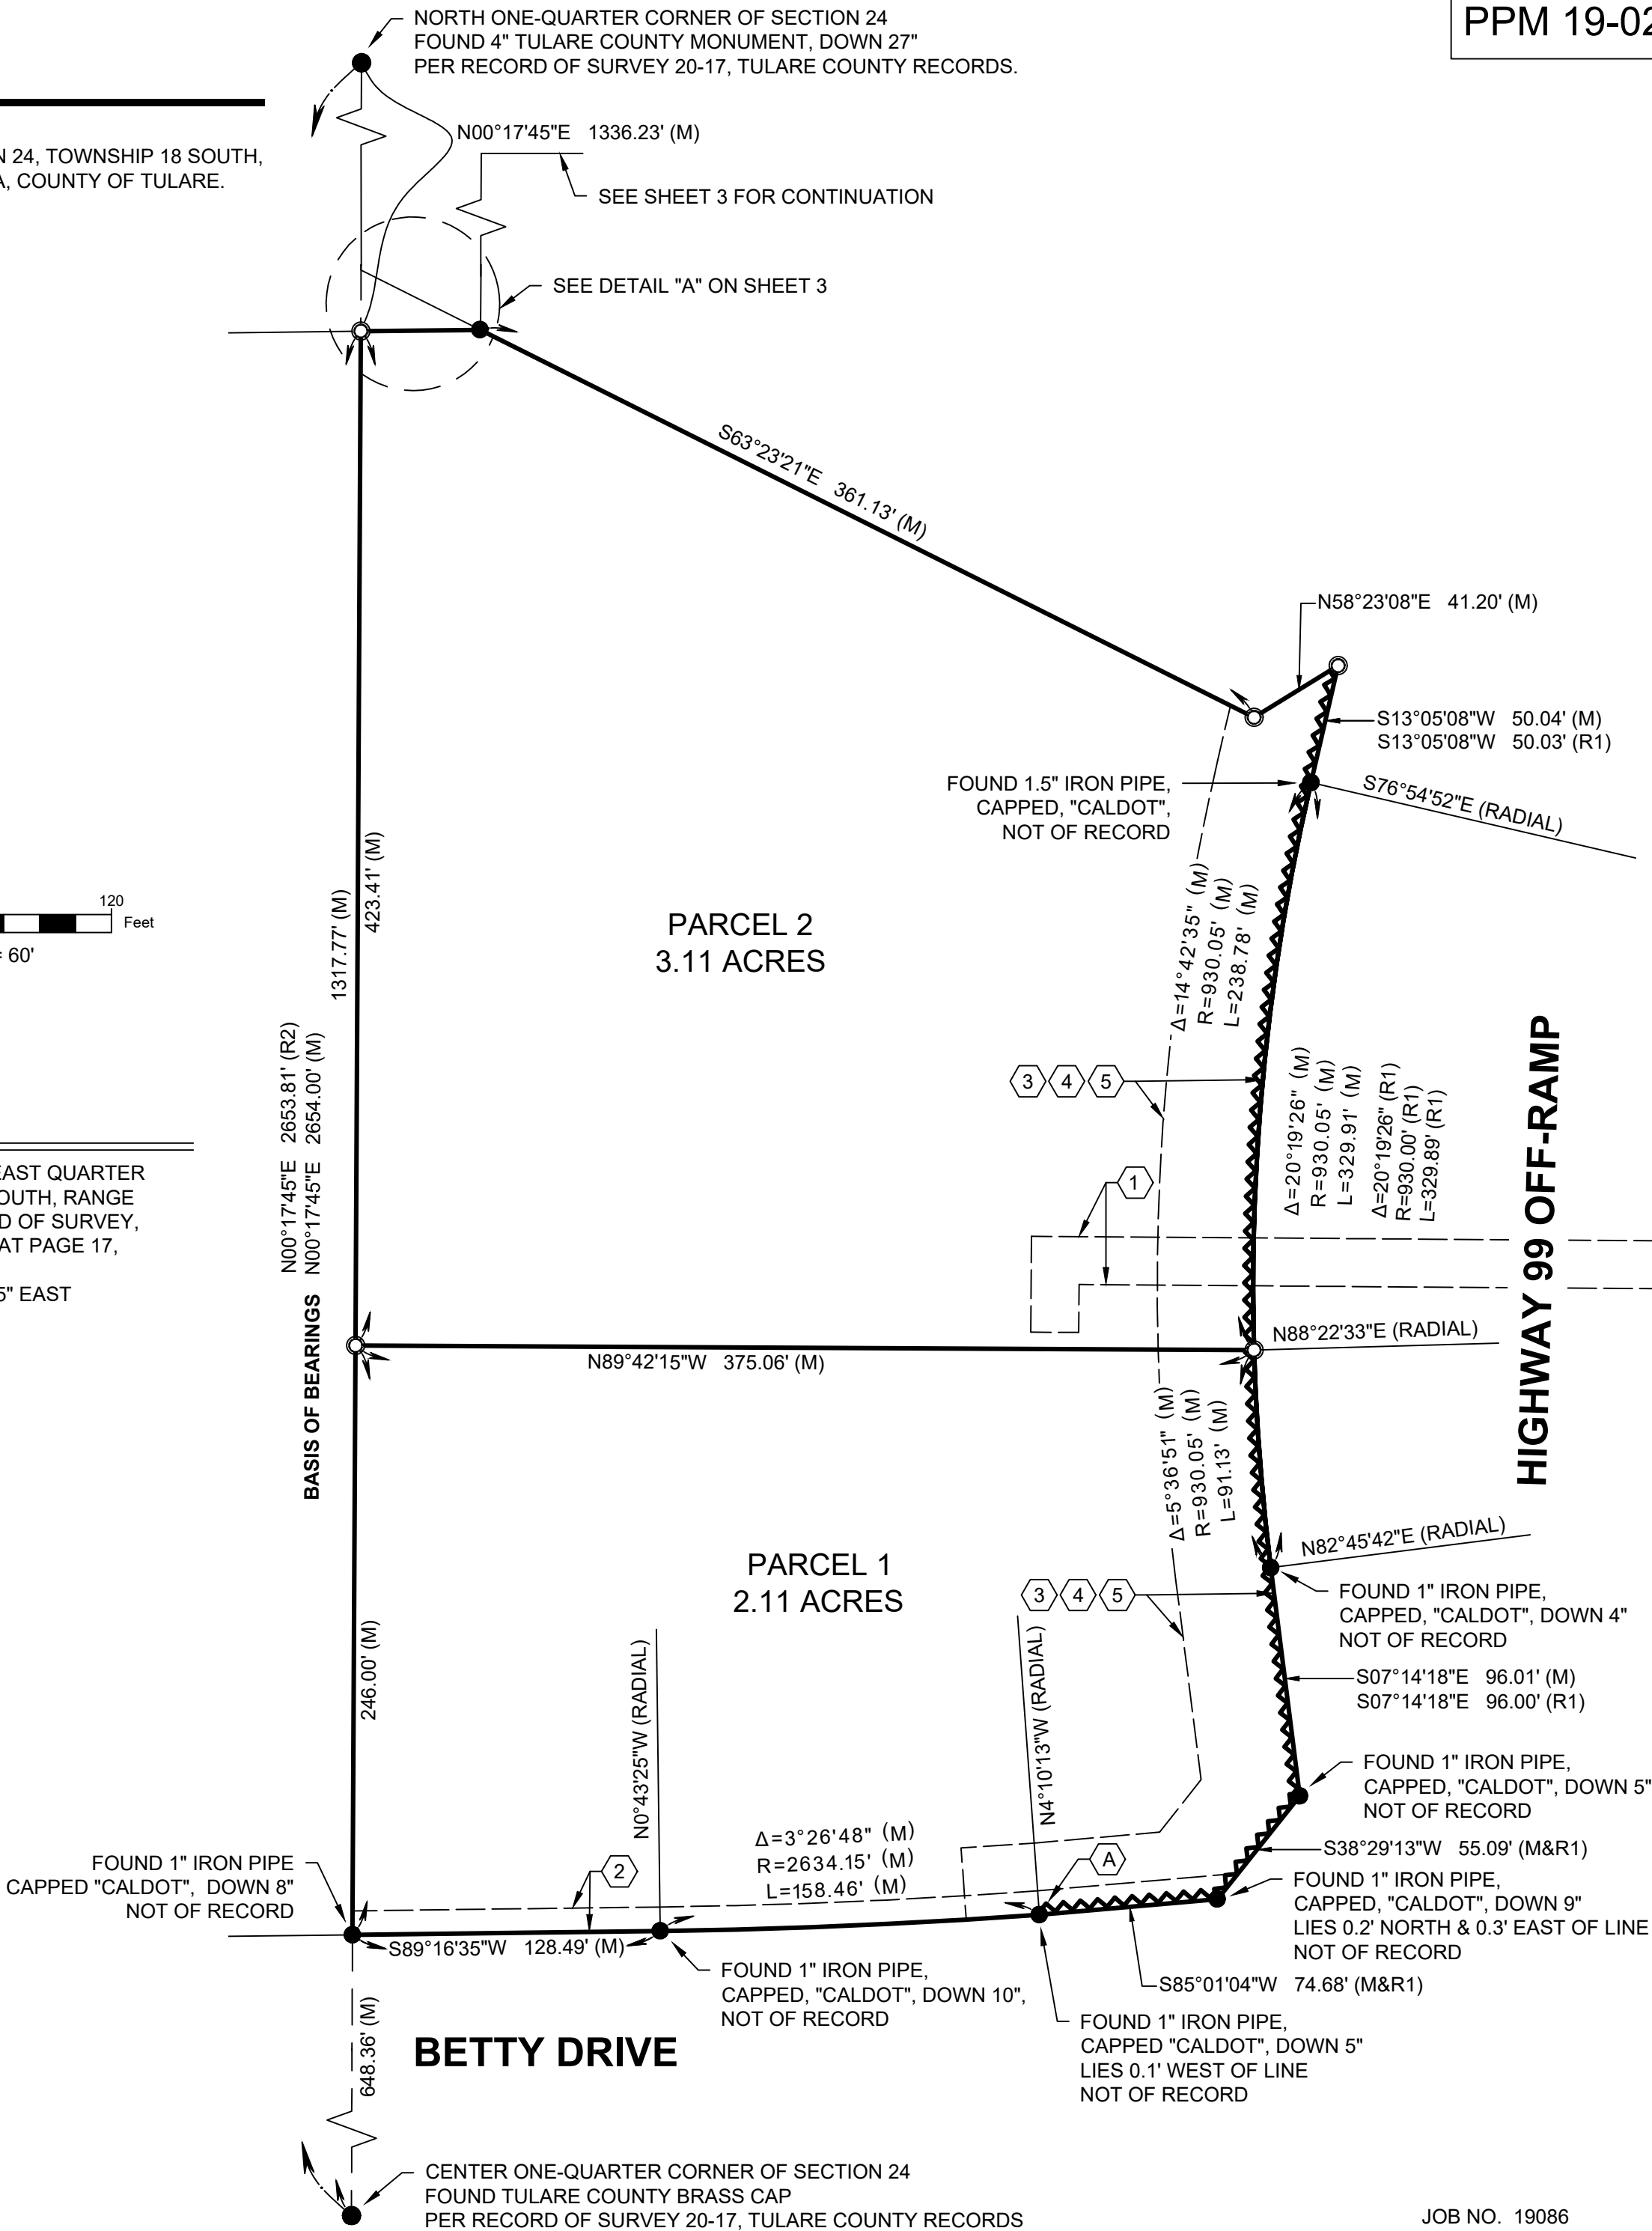 PPM 19-02
NORTH ONE-QUARTER CORNER OF SECTION 24
FOUND 4" TULARE COUNTY MONUMENT, DOWN 27"
PER RECORD OF SURVEY 20-17, TULARE COUNTY RECORDS.
N 24, TOWNSHIP 18 SOUTH,
A, COUNTY OF TULARE.
N00°17'45"E 1336.23' (M)
SEE SHEET 3 FOR CONTINUATION
SEE DETAIL "A" ON SHEET 3
S63°23'21"E 361.13' (M)
N58°23'08"E 41.20' (M)
S13°05'08"W 50.04' (M)
S13°05'08"W 50.03' (R1)
S76°54'52"E (RADIAL)
FOUND 1.5" IRON PIPE,
CAPPED, "CALDOT",
NOT OF RECORD
1317.77' (M)
423.41' (M)
120
Feet
= 60'
PARCEL 2
3.11 ACRES
Δ=14°42'35" (M)
R=930.05' (M)
L=238.78' (M)
3 4 5
Δ=20°19'26" (M)
R=930.05' (M)
L=329.91' (M)
Δ=20°19'26" (R1)
R=930.00' (R1)
L=329.89' (R1)
HIGHWAY 99 OFF-RAMP
1
N00°17'45"E 2653.81' (R2)
N00°17'45"E 2654.00' (M)
BASIS OF BEARINGS
EAST QUARTER
OUTH, RANGE
D OF SURVEY,
AT PAGE 17,
5" EAST
N88°22'33"E (RADIAL)
N89°42'15"W 375.06' (M)
Δ=5°36'51" (M)
R=930.05' (M)
L=91.13' (M)
N82°45'42"E (RADIAL)
PARCEL 1
2.11 ACRES
3 4 5
FOUND 1" IRON PIPE,
CAPPED, "CALDOT", DOWN 4"
NOT OF RECORD
246.00' (M)
N0°43'25"W (RADIAL)
N4°10'13"W (RADIAL)
S07°14'18"E 96.01' (M)
S07°14'18"E 96.00' (R1)
FOUND 1" IRON PIPE,
CAPPED, "CALDOT", DOWN 5"
NOT OF RECORD
Δ=3°26'48" (M)
R=2634.15' (M)
L=158.46' (M)
A
S38°29'13"W 55.09' (M&R1)
FOUND 1" IRON PIPE
CAPPED "CALDOT", DOWN 8"
NOT OF RECORD
2
FOUND 1" IRON PIPE,
CAPPED, "CALDOT", DOWN 9"
LIES 0.2' NORTH & 0.3' EAST OF LINE
NOT OF RECORD
S89°16'35"W 128.49' (M)
FOUND 1" IRON PIPE,
CAPPED, "CALDOT", DOWN 10",
NOT OF RECORD
S85°01'04"W 74.68' (M&R1)
FOUND 1" IRON PIPE,
CAPPED "CALDOT", DOWN 5"
LIES 0.1' WEST OF LINE
NOT OF RECORD
648.36' (M)
BETTY DRIVE
CENTER ONE-QUARTER CORNER OF SECTION 24
FOUND TULARE COUNTY BRASS CAP
PER RECORD OF SURVEY 20-17, TULARE COUNTY RECORDS
JOB NO. 19086